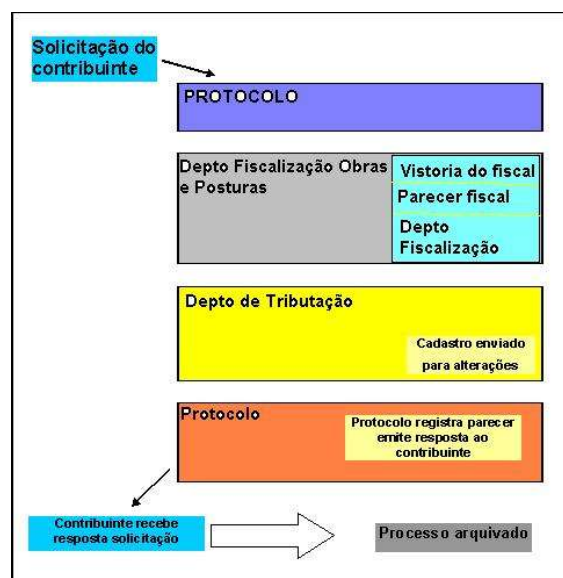 Solicitação do
contribuinte
PROTOCOLO
Depto Fiscalização Obras
e Posturas
Vistoria do fiscal
Parecer fiscal
Depto
Fiscalização
Depto de Tributação
Cadastro enviado
para alterações
Protocolo
Protocolo registra parecer
emite resposta ao
contribuinte
Contribuinte recebe
resposta solicitação
Processo arquivado